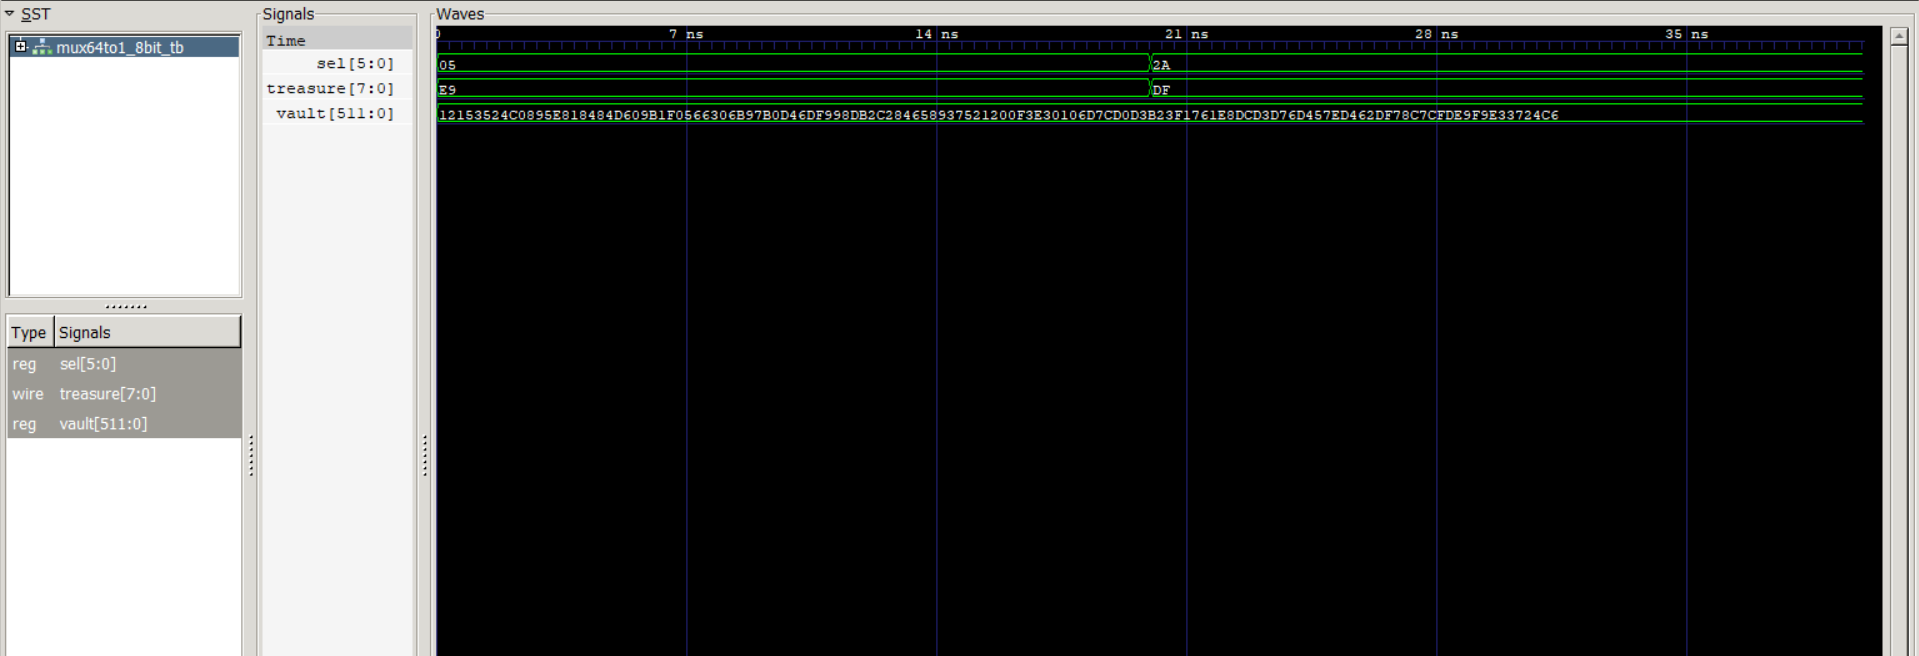 SST
mux64to1_8bit_tb
Type Signals
reg sel[5:0]
wire treasure[7:0]
reg vault[511:0]
Signals
Time
sel[5:0]
treasure[7:0]
vault[511:0]
Waves
0 7 ns 14 ns 21 ns 28 ns 35 ns
05 2A
E9 DF
12153524C0895E818484D609B1F0566306B97B0D46DF998DB2C284658937521200F3E30106D7CD0D3B23F1761E8DCD3D76D457ED462DF78C7CFDE9F9E33724C6